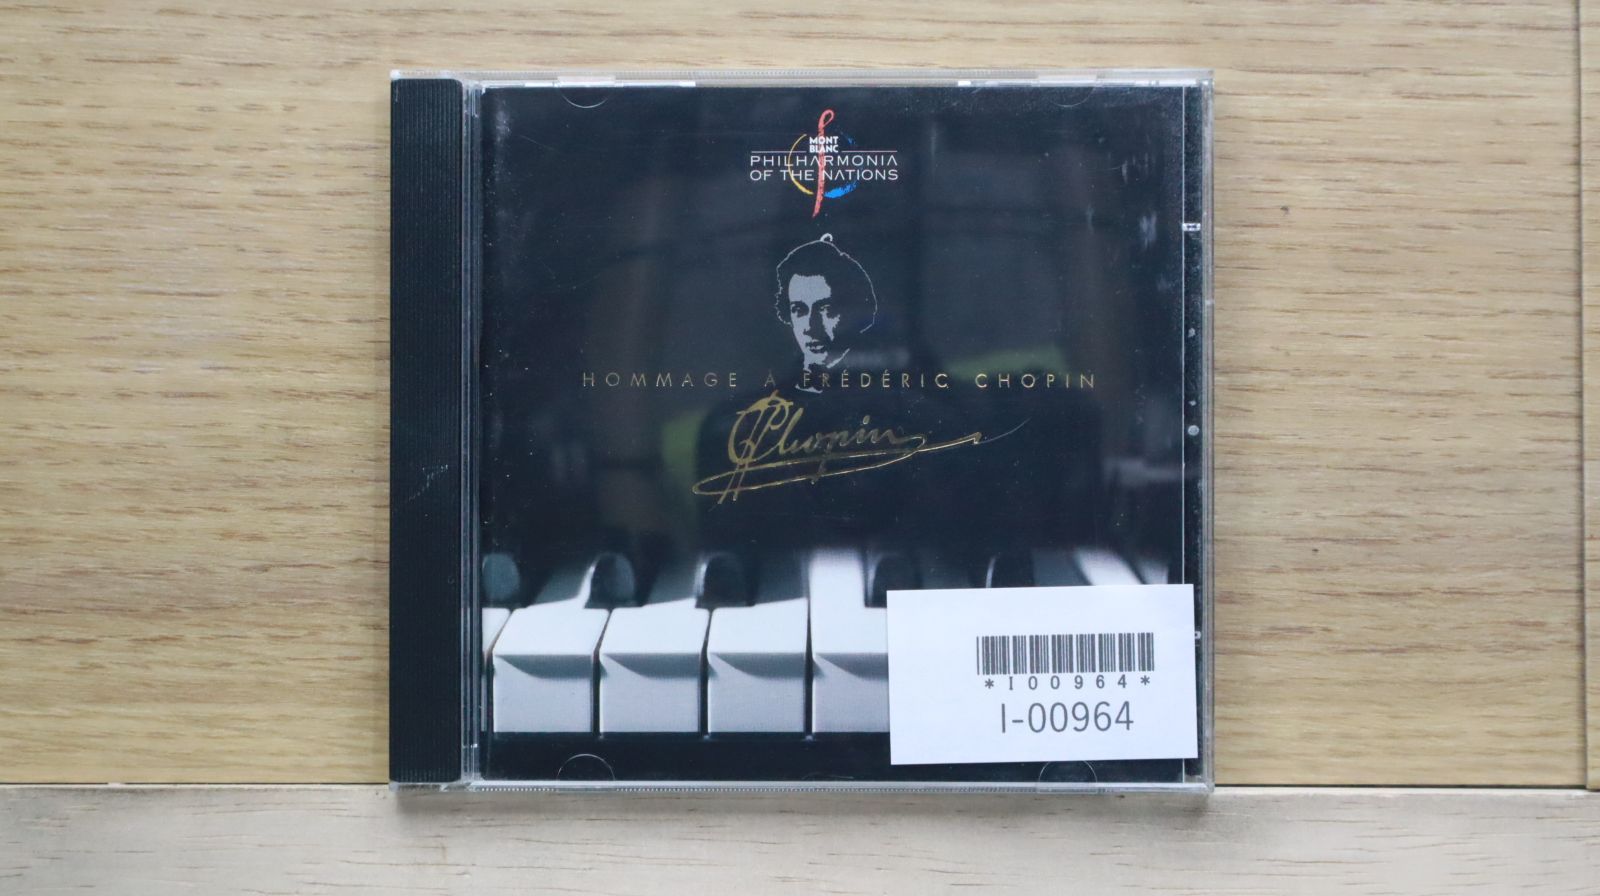 MONT
BLANC
PHILHARMONIA
OF THE NATIONS
HOMMAGE À FRÉDÉRIC CHOPIN
Chopin
*I00964*
I-00964